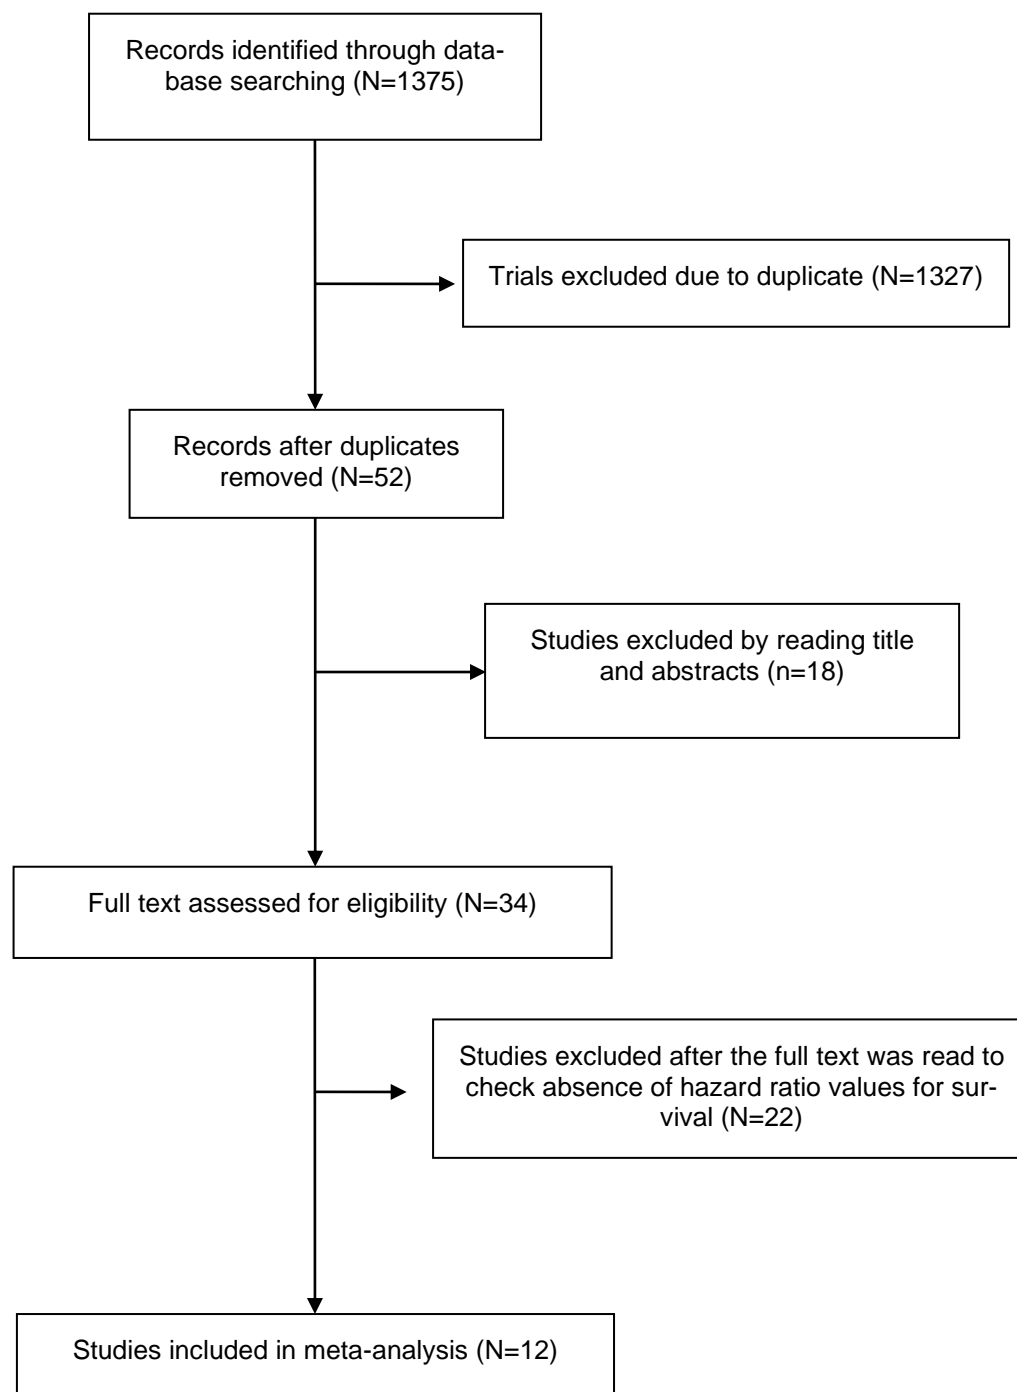 Records identified through data-
base searching (N=1375)
Trials excluded due to duplicate (N=1327)
Records after duplicates
removed (N=52)
Studies excluded by reading title
and abstracts (n=18)
Full text assessed for eligibility (N=34)
Studies excluded after the full text was read to
check absence of hazard ratio values for sur-
vival (N=22)
Studies included in meta-analysis (N=12)